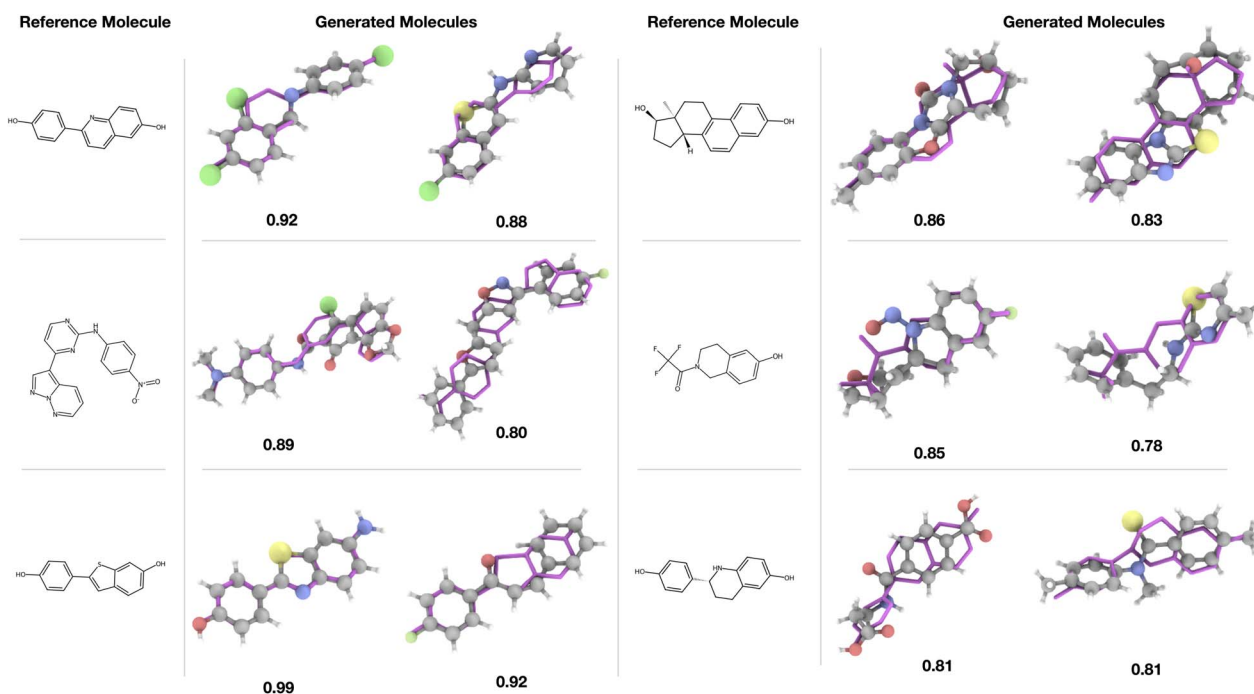 Reference Molecule Generated Molecules Reference Molecule Generated Molecules
HO N OH
0.92 0.88
HO H OH
0.86 0.83
N N H N
N N N+ O O-
N
0.89 0.80
F F F N O OH
0.85 0.78
HO S OH
0.99 0.92
HO HN OH
0.81 0.81